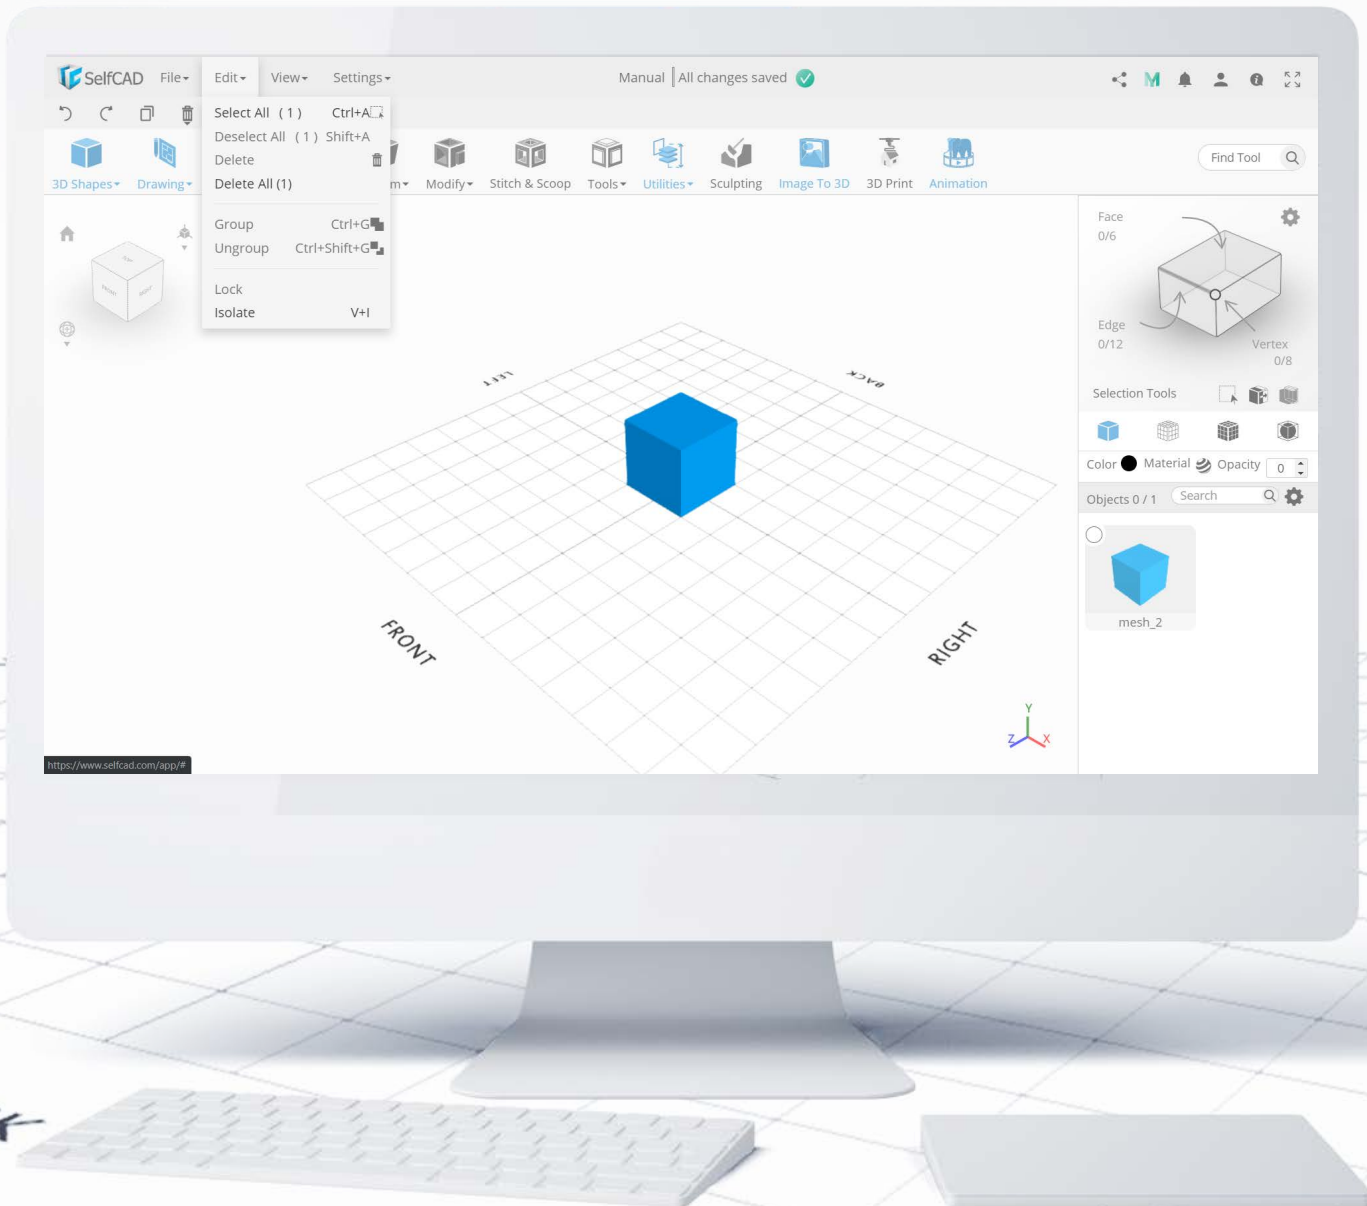 SelfCAD File Edit View Settings Manual All changes saved
Select All ( 1 ) Ctrl+A
Deselect All ( 1 ) Shift+A
Delete
Delete All (1)
Group Ctrl+G
Ungroup Ctrl+Shift+G
Lock
Isolate V+I
3D Shapes Drawing m Modify Stitch & Scoop Tools Utilities Sculpting Image To 3D 3D Print Animation
Find Tool
TOP
FRONT RIGHT
LEFT BACK
FRONT RIGHT
Y
Z X
Face
0/6
Edge
0/12
Vertex
0/8
Selection Tools
Color Material Opacity 0
Objects 0 / 1 Search
mesh_2
https://www.selfcad.com/app/#